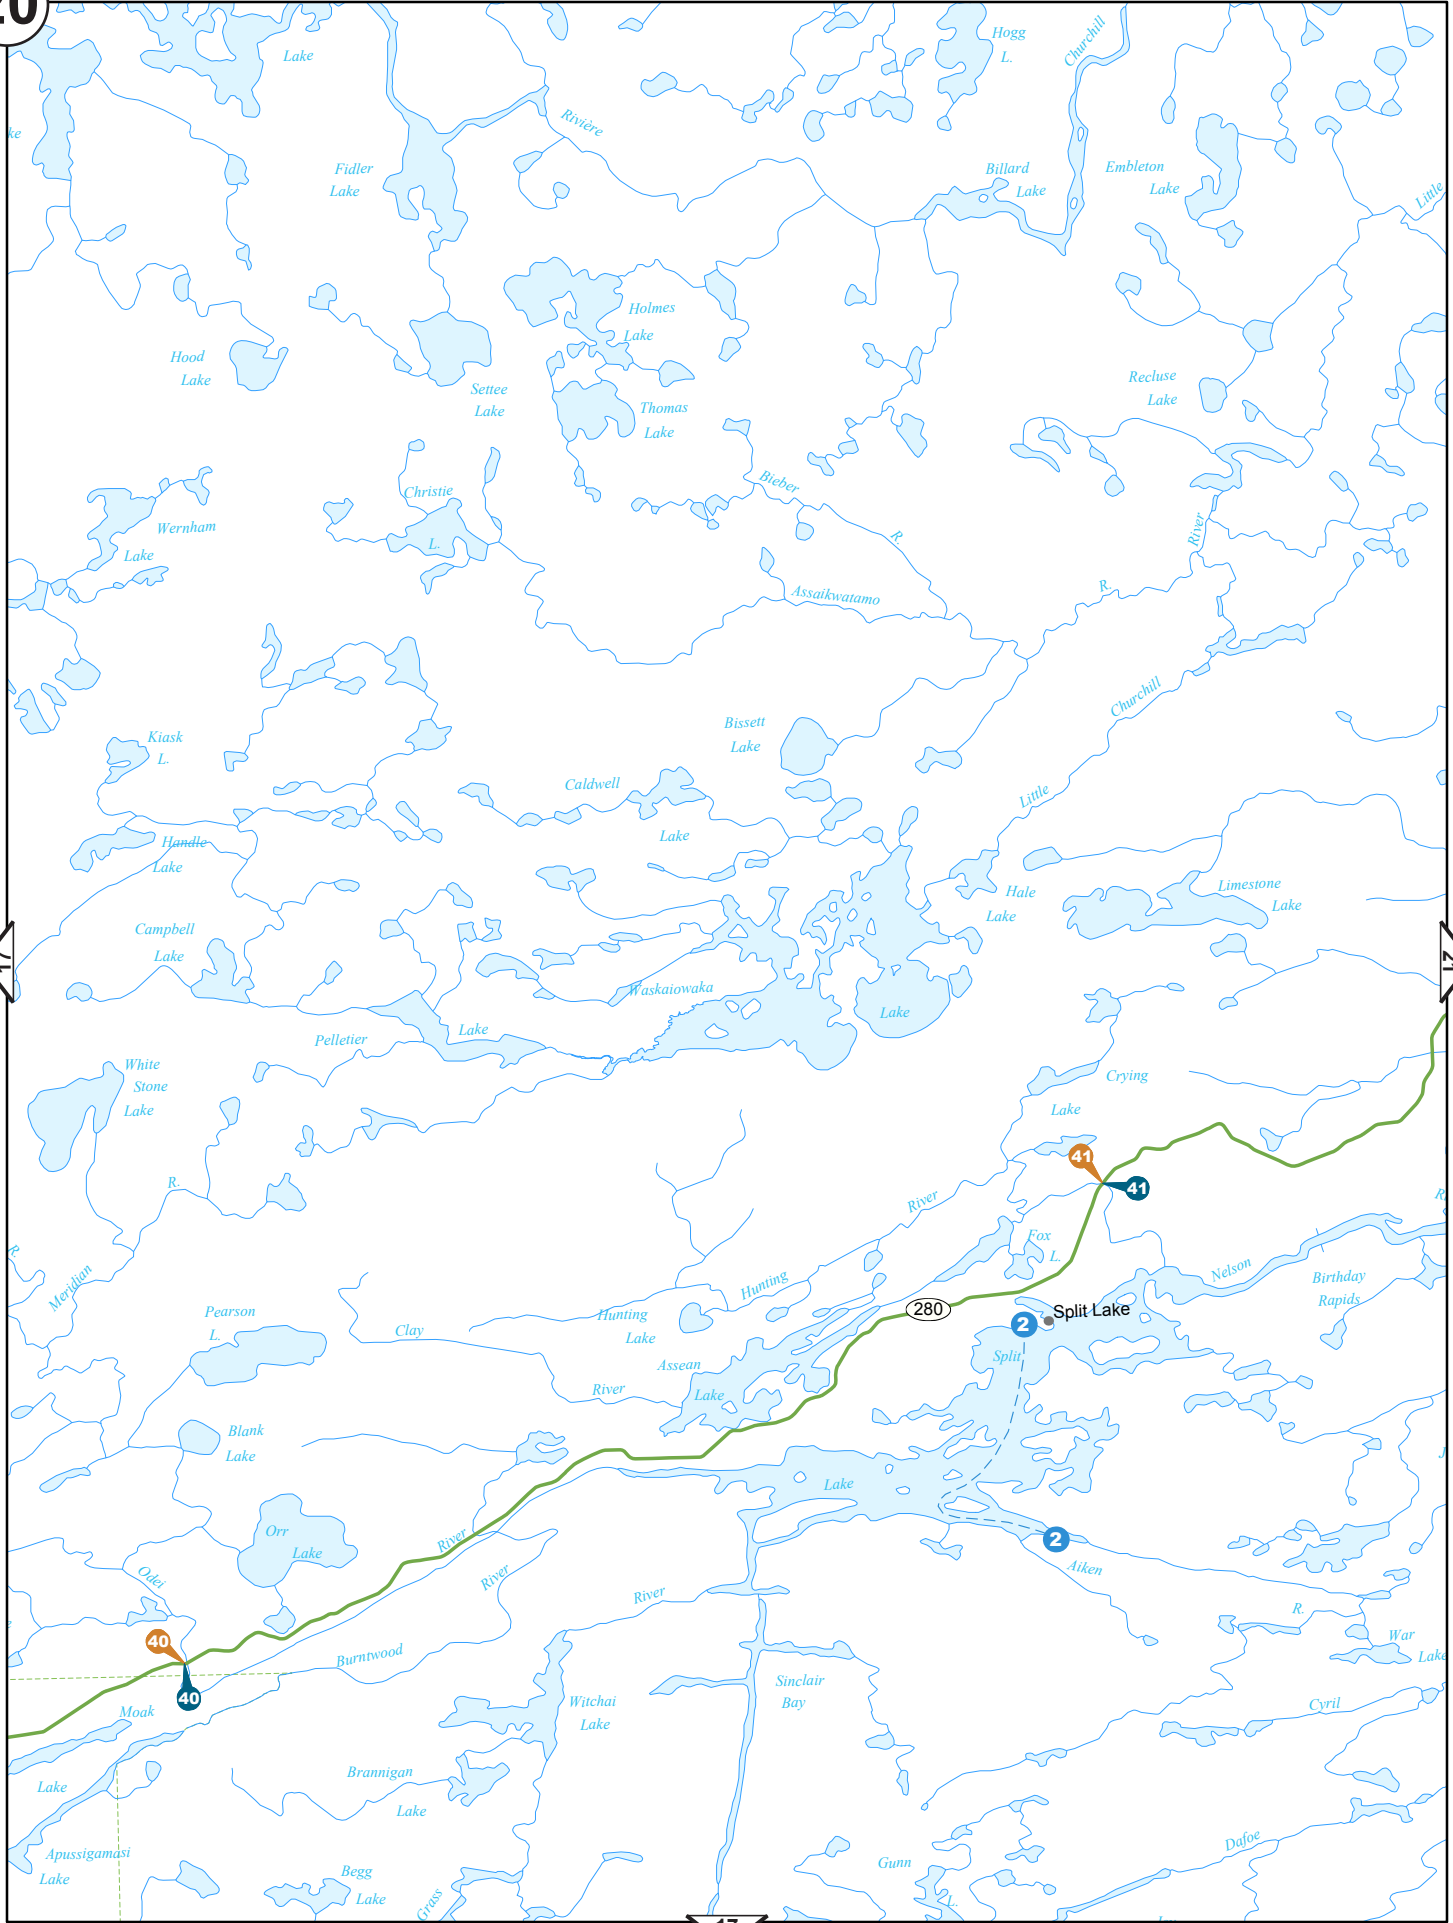 20
Lake
Hogg
L.
Churchill
ke
Rivière
Fidler
Lake
Billard
Lake
Embleton
Lake
Little
Holmes
Lake
Hood
Lake
Settee
Lake
Thomas
Lake
Recluse
Lake
Christie
L.
Bieber
R.
Wernham
Lake
River
Assaikwatamo
R.
Churchill
Little
Kiask
L.
Bissett
Lake
Caldwell
Lake
Handle
Lake
Hale
Lake
Limestone
Lake
Campbell
Lake
Waskaiowaka
Lake
Pelletier
Lake
White
Stone
Lake
Crying
Lake
41
41
R.
River
R.
Fox
L.
R.
Meridian
Hunting
Nelson
Birthday
Rapids
Pearson
L.
Clay
Hunting
Lake
280
Split Lake
2
Split
Assean
Lake
River
Blank
Lake
Lake
Orr
Lake
River
2
Aiken
Odei
River
River
R.
War
Lake
40
Burntwood
40
Sinclair
Bay
Moak
Witchai
Lake
Cyril
Lake
Brannigan
Lake
Apussigamasi
Lake
Begg
Lake
Grass
Gunn
L.
Dafoe
17